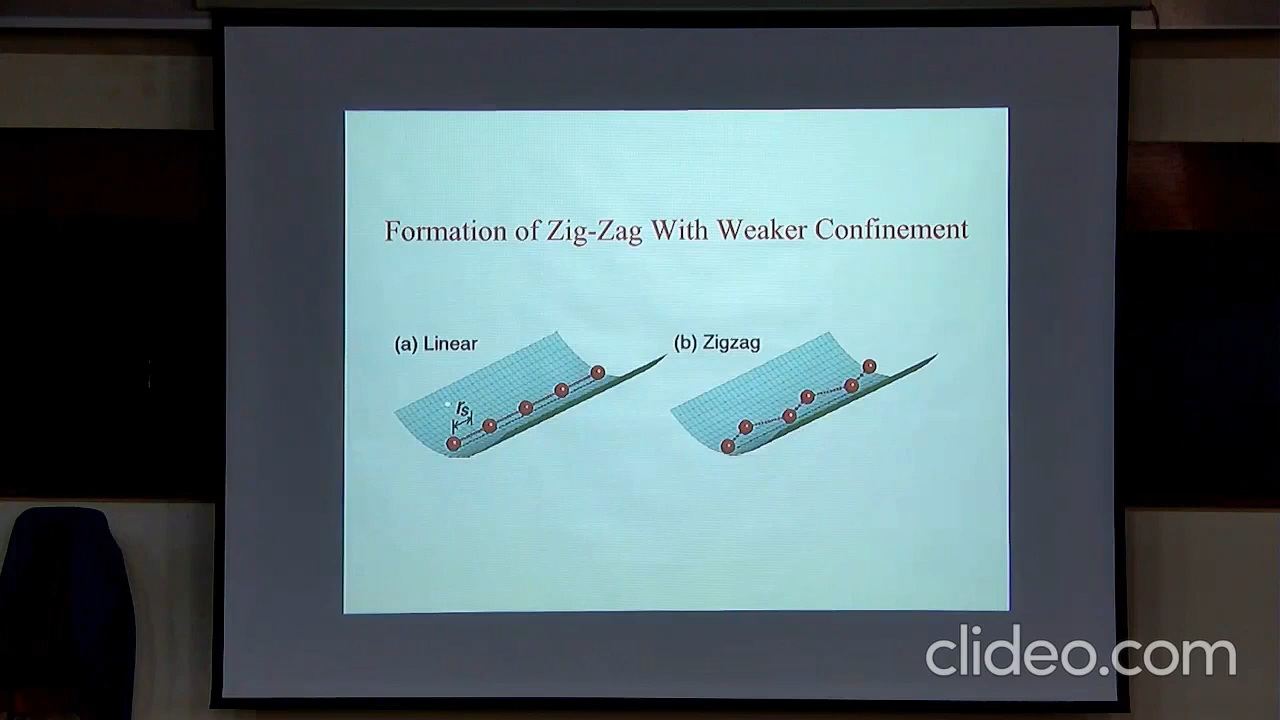 Formation of Zig-Zag With Weaker Confinement
(a) Linear
(b) Zigzag
rs
clideo.com